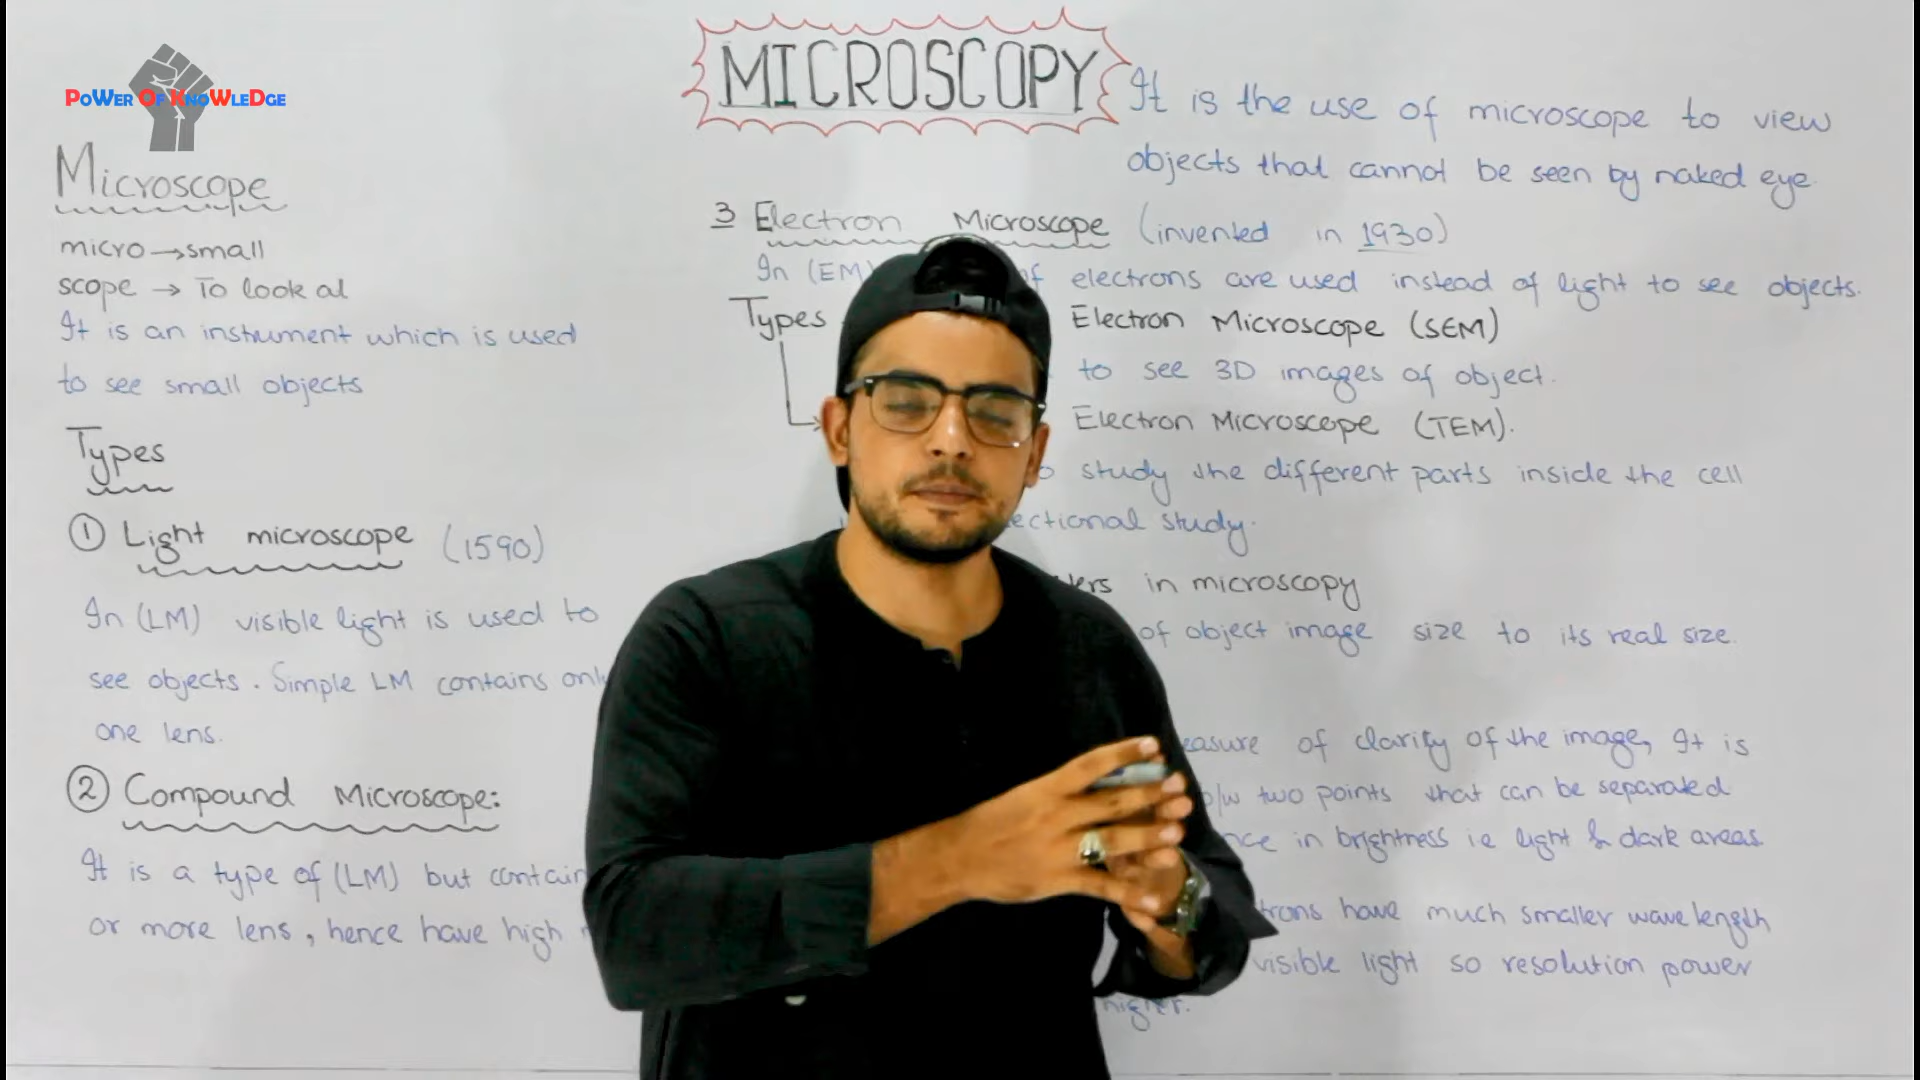 PoWer Of KnoWleDge
MICROSCOPY
It is the use of microscope to view
objects that cannot be seen by naked eye.
Microscope
micro → small
scope → To look at
It is an instrument which is used
to see small objects
Types
① Light microscope (1590)
In (LM) visible light is used to
see objects. Simple LM contains only
one lens.
② Compound Microscope:
It is a type of (LM) but contain
or more lens, hence have high
3 Electron Microscope (invented in 1930)
In (EM) of electrons are used instead of light to see objects.
Types
Electron Microscope (SEM)
to see 3D images of object.
Electron Microscope (TEM).
study the different parts inside the cell
ectional study.
in microscopy
of object image size to its real size.
easure of clarify of the image, It is
b/w two points that can be separated
nce in brightness ie light & dark areas.
trons have much smaller wavelength
visible light so resolution power
higher.